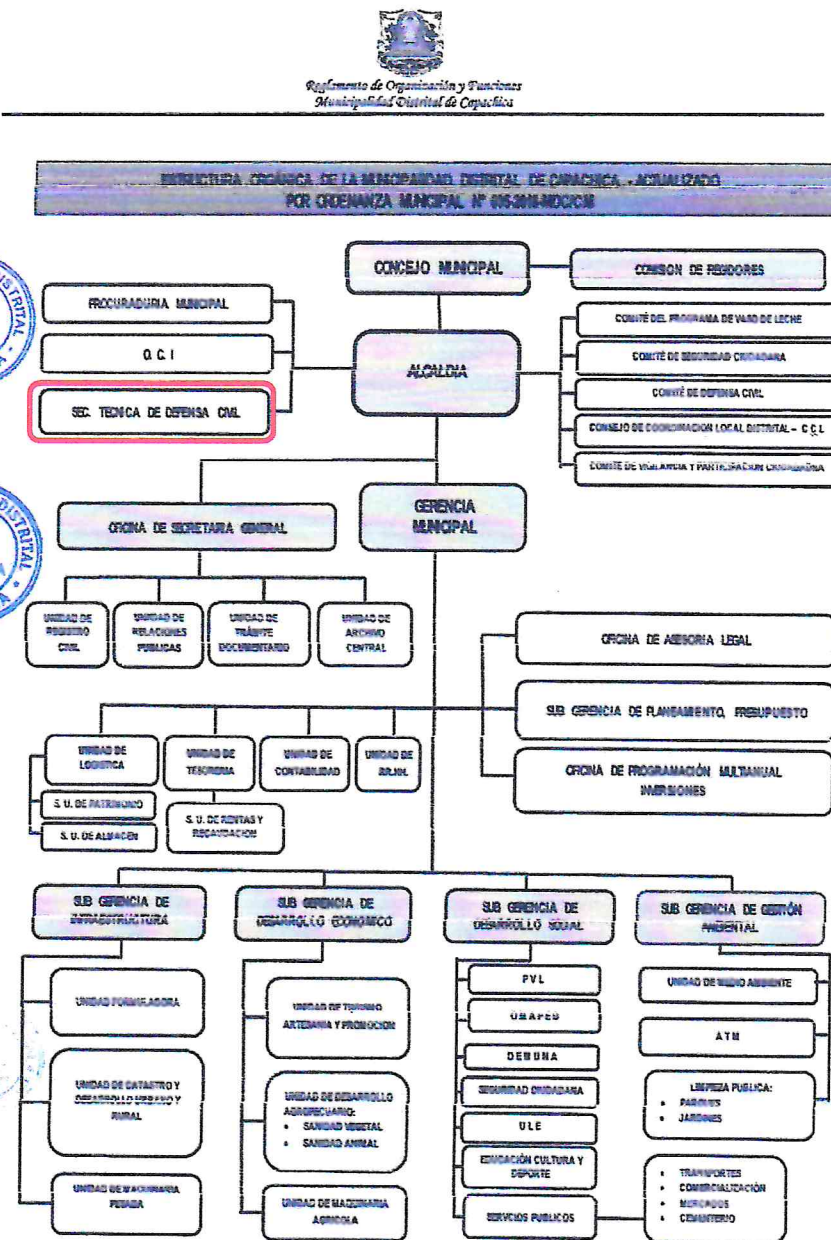 Reglamento de Organización y Funciones
Municipalidad Distrital de Capachica
ESTRUCTURA ORGÁNICA DE LA MUNICIPALIDAD DISTRITAL DE CAPACHICA - ACTUALIZADO
POR ORDENANZA MUNICIPAL N°
CONCEJO MUNICIPAL
COMISION DE REGIDORES
PROCURADURIA MUNICIPAL
O. C. I
SEC. TECNICA DE DEFENSA CIVIL
ALCALDIA
COMITÉ DEL PROGRAMA DE VASO DE LECHE
COMITÉ DE SEGURIDAD CIUDADANA
COMITÉ DE DEFENSA CIVIL
CONSEJO DE COORDINACION LOCAL DISTRITAL – C C L
COMITE DE VIGILANCIA Y PARTICIPACION CIUDADANA
OFICINA DE SECRETARIA GENERAL
GERENCIA
MUNICIPAL
UNIDAD DE
REGISTRO
CIVIL
UNIDAD DE
RELACIONES
PUBLICAS
UNIDAD DE
TRÁMITE
DOCUMENTARIO
UNIDAD DE
ARCHIVO
CENTRAL
OFICINA DE ASESORIA LEGAL
SUB GERENCIA DE PLANEAMIENTO, PRESUPUESTO
OFICINA DE PROGRAMACIÓN MULTIANUAL
INVERSIONES
UNIDAD DE
LOGISTICA
S. U. DE PATRIMONIO
S. U. DE ALMACEN
UNIDAD DE
TESORERIA
S. U. DE RENTAS Y
RECAUDACION
UNIDAD DE
CONTABILIDAD
UNIDAD DE
RR.HH.
SUB GERENCIA DE
INFRAESTRUCTURA
UNIDAD FORMULADORA
UNIDAD DE CATASTRO Y
DESARROLLO URBANO Y
RURAL
UNIDAD DE MAQUINARIA
PESADA
SUB GERENCIA DE
DESARROLLO ECONOMICO
UNIDAD DE TURISMO
ARTESANIA Y PROMOCION
UNIDAD DE DESARROLLO
AGROPECUARIO:
• SANIDAD VEGETAL
• SANIDAD ANIMAL
UNIDAD DE MAQUINARIA
AGRICOLA
SUB GERENCIA DE
DESARROLLO SOCIAL
PVL
OMAPED
DEMUNA
SEGURIDAD CIUDADANA
ULE
EDUCACIÓN CULTURA Y
DEPORTE
SERVICIOS PUBLICOS
SUB GERENCIA DE GESTIÓN
AMBIENTAL
UNIDAD DE MEDIO AMBIENTE
ATM
LIMPIEZA PUBLICA:
• PARQUES
• JARDINES
• TRANSPORTES
• COMERCIALIZACIÓN
• MERCADOS
• CEMENTERIO
DISTRITAL
DISTRITAL